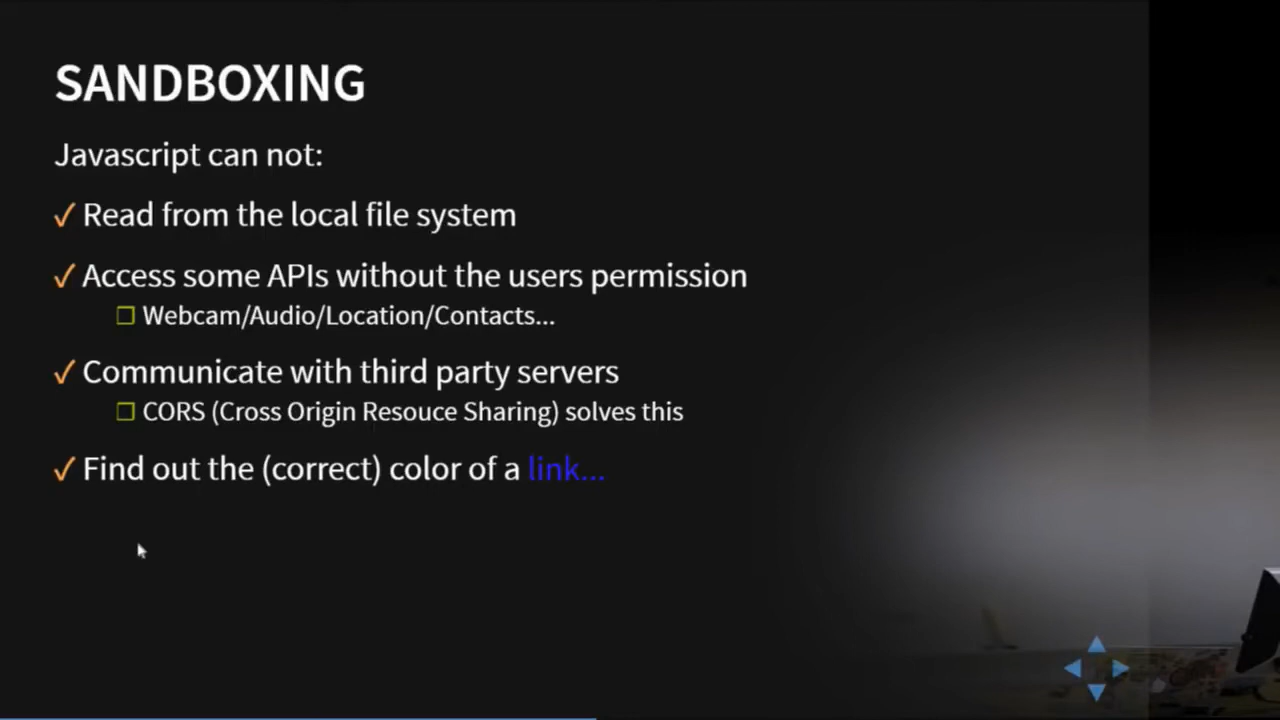 SANDBOXING
Javascript can not:
✓ Read from the local file system
✓ Access some APIs without the users permission
❐ Webcam/Audio/Location/Contacts...
✓ Communicate with third party servers
❐ CORS (Cross Origin Resouce Sharing) solves this
✓ Find out the (correct) color of a link...